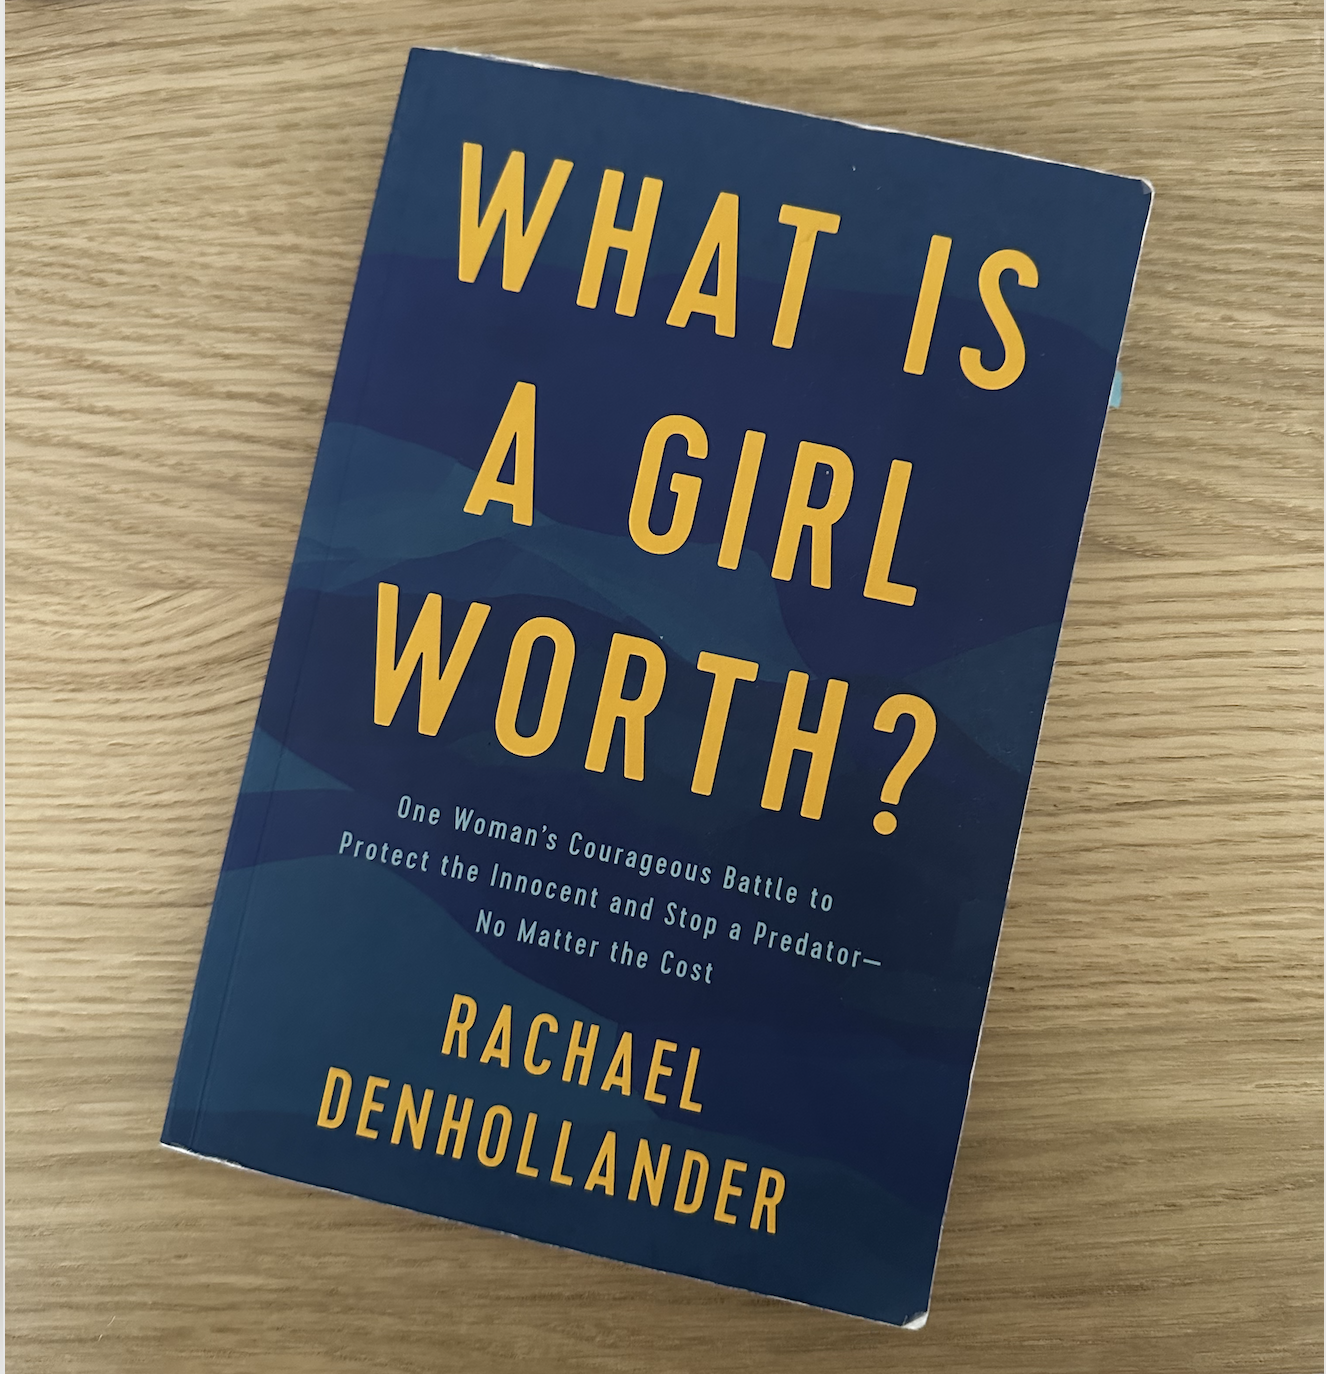 WHAT IS
A GIRL
WORTH?
One Woman’s Courageous Battle to
Protect the Innocent and Stop a Predator—
No Matter the Cost
RACHAEL
DENHOLLANDER